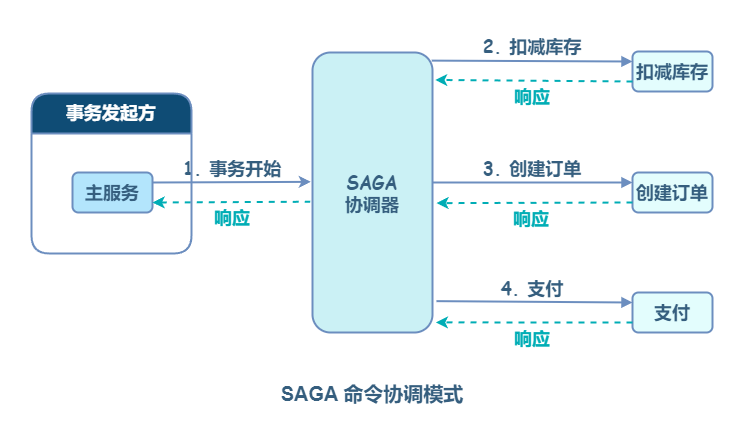 2. 扣减库存
扣减库存
响应
事务发起方
1. 事务开始
主服务
响应
SAGA
协调器
3. 创建订单
创建订单
响应
4. 支付
支付
响应
SAGA 命令协调模式